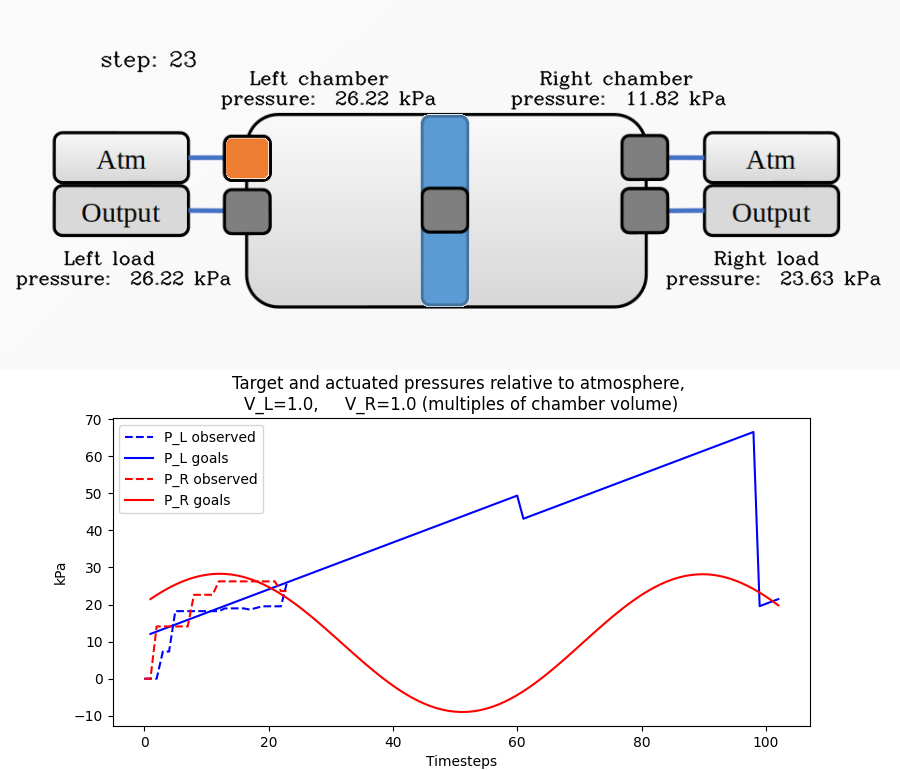 step: 23
Left chamber
pressure: 26.22 kPa
Right chamber
pressure: 11.82 kPa
Atm
Output
Atm
Output
Left load
pressure: 26.22 kPa
Right load
pressure: 23.63 kPa
Target and actuated pressures relative to atmosphere,
V_L=1.0, V_R=1.0 (multiples of chamber volume)
P_L observed
P_L goals
P_R observed
P_R goals
kPa
70
60
50
40
30
20
10
0
−10
0 20 40 60 80 100
Timesteps